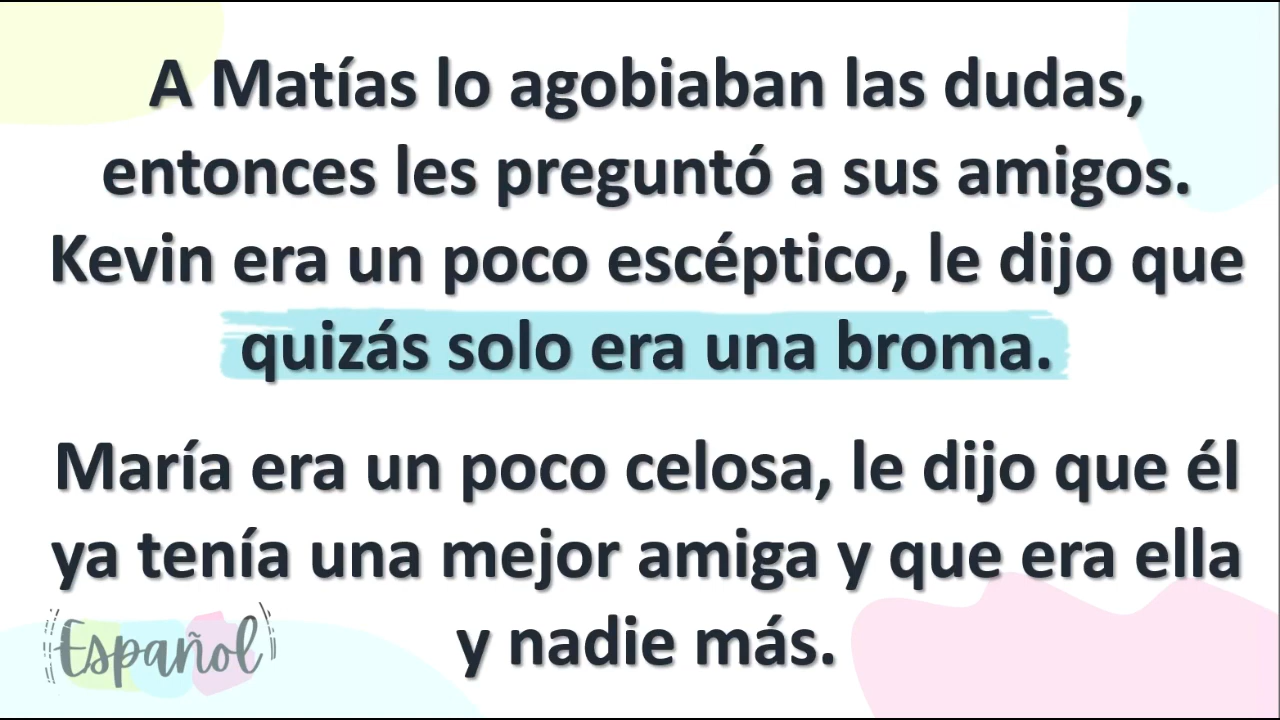 A Matías lo agobiaban las dudas,
entonces les preguntó a sus amigos.
Kevin era un poco escéptico, le dijo que
quizás solo era una broma.
María era un poco celosa, le dijo que él
ya tenía una mejor amiga y que era ella
y nadie más.
Español